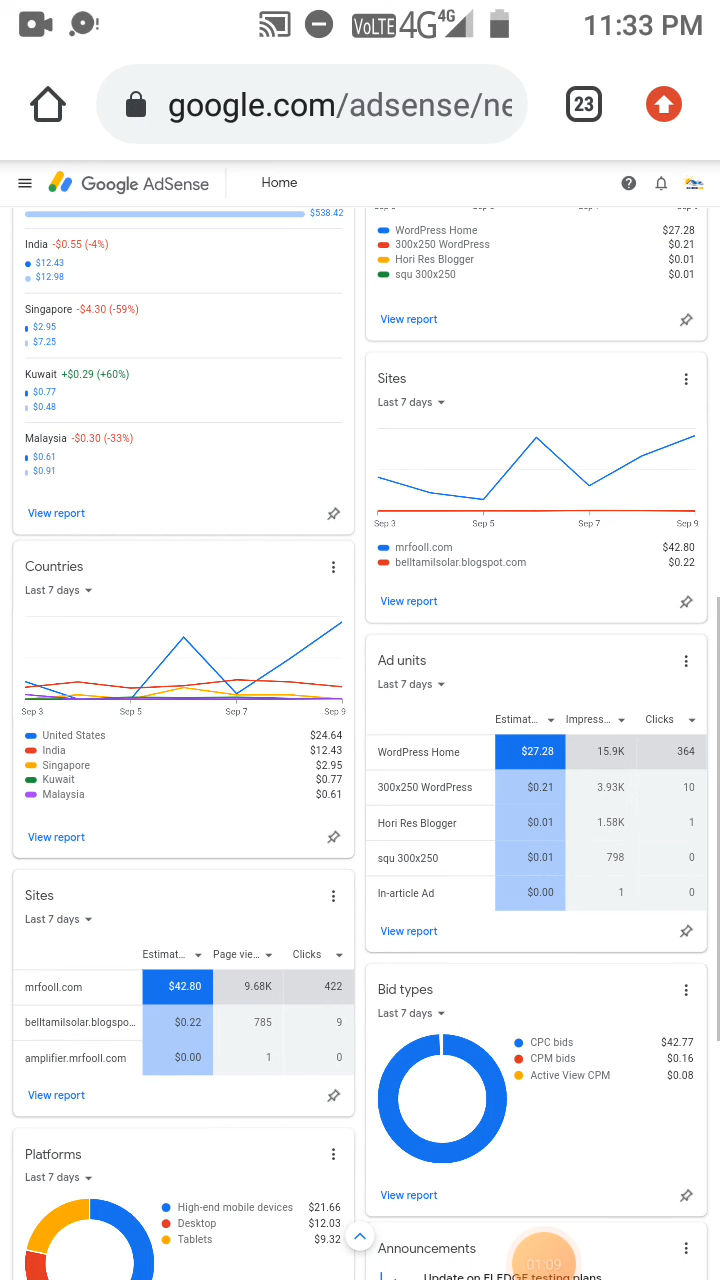 VoLTE 4G 4G 11:33 PM
google.com/adsense/ne
23
Google AdSense
Home
$538.42
India -$0.55 (-4%)
$12.43
$12.98
Singapore -$4.30 (-59%)
$2.95
$7.25
Kuwait +$0.29 (+60%)
$0.77
$0.48
Malaysia -$0.30 (-33%)
$0.61
$0.91
View report
Countries
Last 7 days
Sep 3 Sep 5 Sep 7 Sep 9
United States $24.64
India $12.43
Singapore $2.95
Kuwait $0.77
Malaysia $0.61
View report
Sites
Last 7 days
Estimat... Page vie... Clicks
mrfooll.com $42.80 9.68K 422
belltamilsolar.blogspo... $0.22 785 9
amplifier.mrfooll.com $0.00 1 0
View report
Platforms
Last 7 days
High-end mobile devices $21.66
Desktop $12.03
Tablets $9.32
WordPress Home $27.28
300x250 WordPress $0.21
Hori Res Blogger $0.01
squ 300x250 $0.01
View report
Sites
Last 7 days
Sep 3 Sep 5 Sep 7 Sep 9
mrfooll.com $42.80
belltamilsolar.blogspot.com $0.22
View report
Ad units
Last 7 days
Estimat... Impress... Clicks
WordPress Home $27.28 15.9K 364
300x250 WordPress $0.21 3.93K 10
Hori Res Blogger $0.01 1.58K 1
squ 300x250 $0.01 798 0
In-article Ad $0.00 1 0
View report
Bid types
Last 7 days
CPC bids $42.77
CPM bids $0.16
Active View CPM $0.08
View report
Announcements
01:09
Update on FLEDGE testing plans